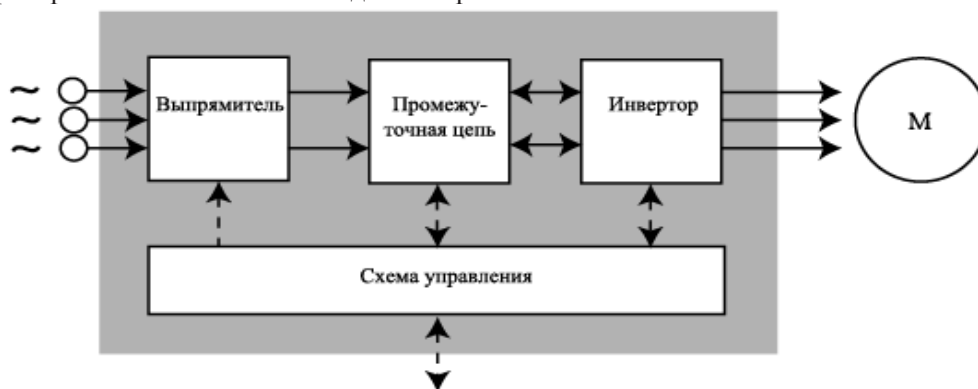 ~
~
~
Выпрямитель
Промежу-
точная цепь
Инвертор
М
Схема управления